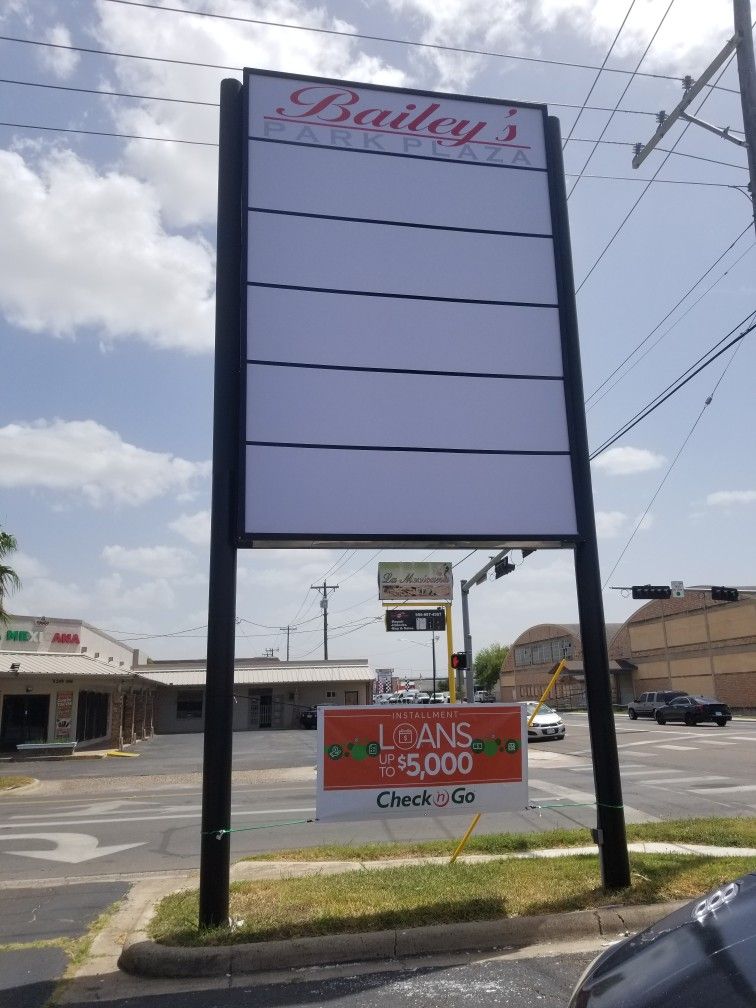 Bailey's
PARK PLAZA
La Mexicana
MEXICANA
INSTALLMENT
LOANS
UP TO $5,000
Check 'n Go